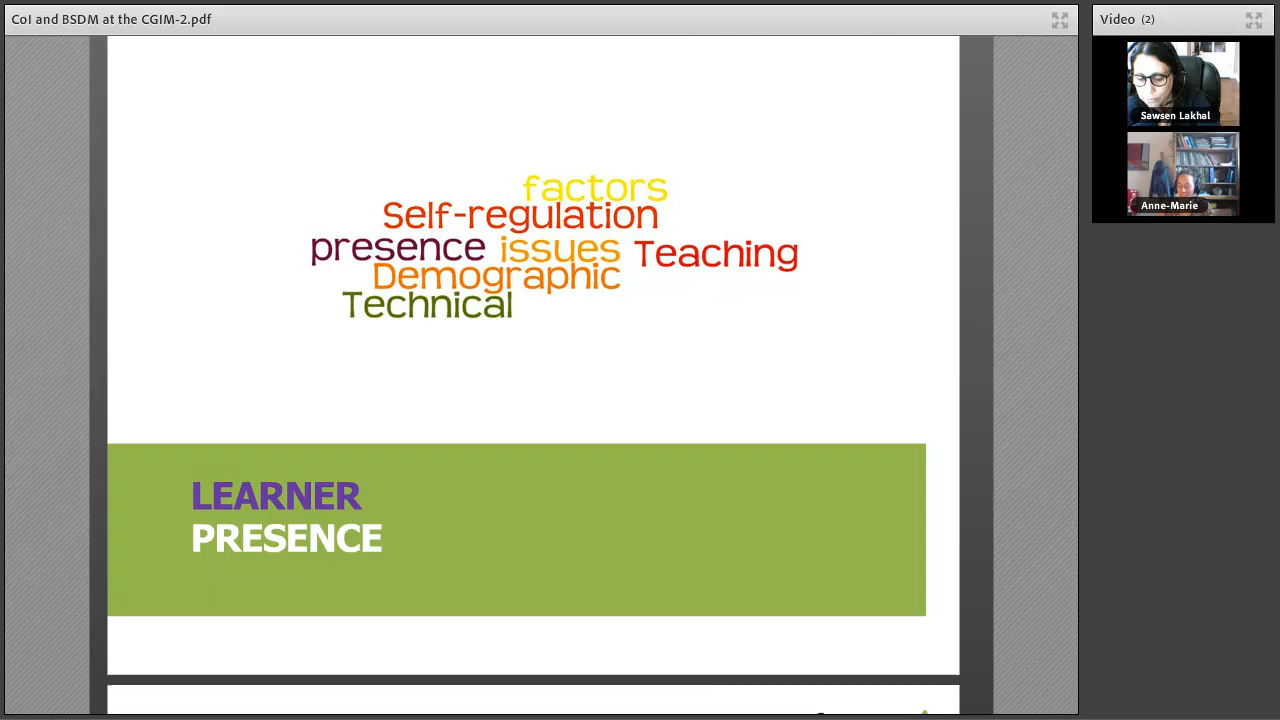 CoI and BSDM at the CGIM-2.pdf
Video (2)
Sawsen Lakhal
Anne-Marie
factors
Self-regulation
presence issues Teaching
Demographic
Technical
LEARNER
PRESENCE